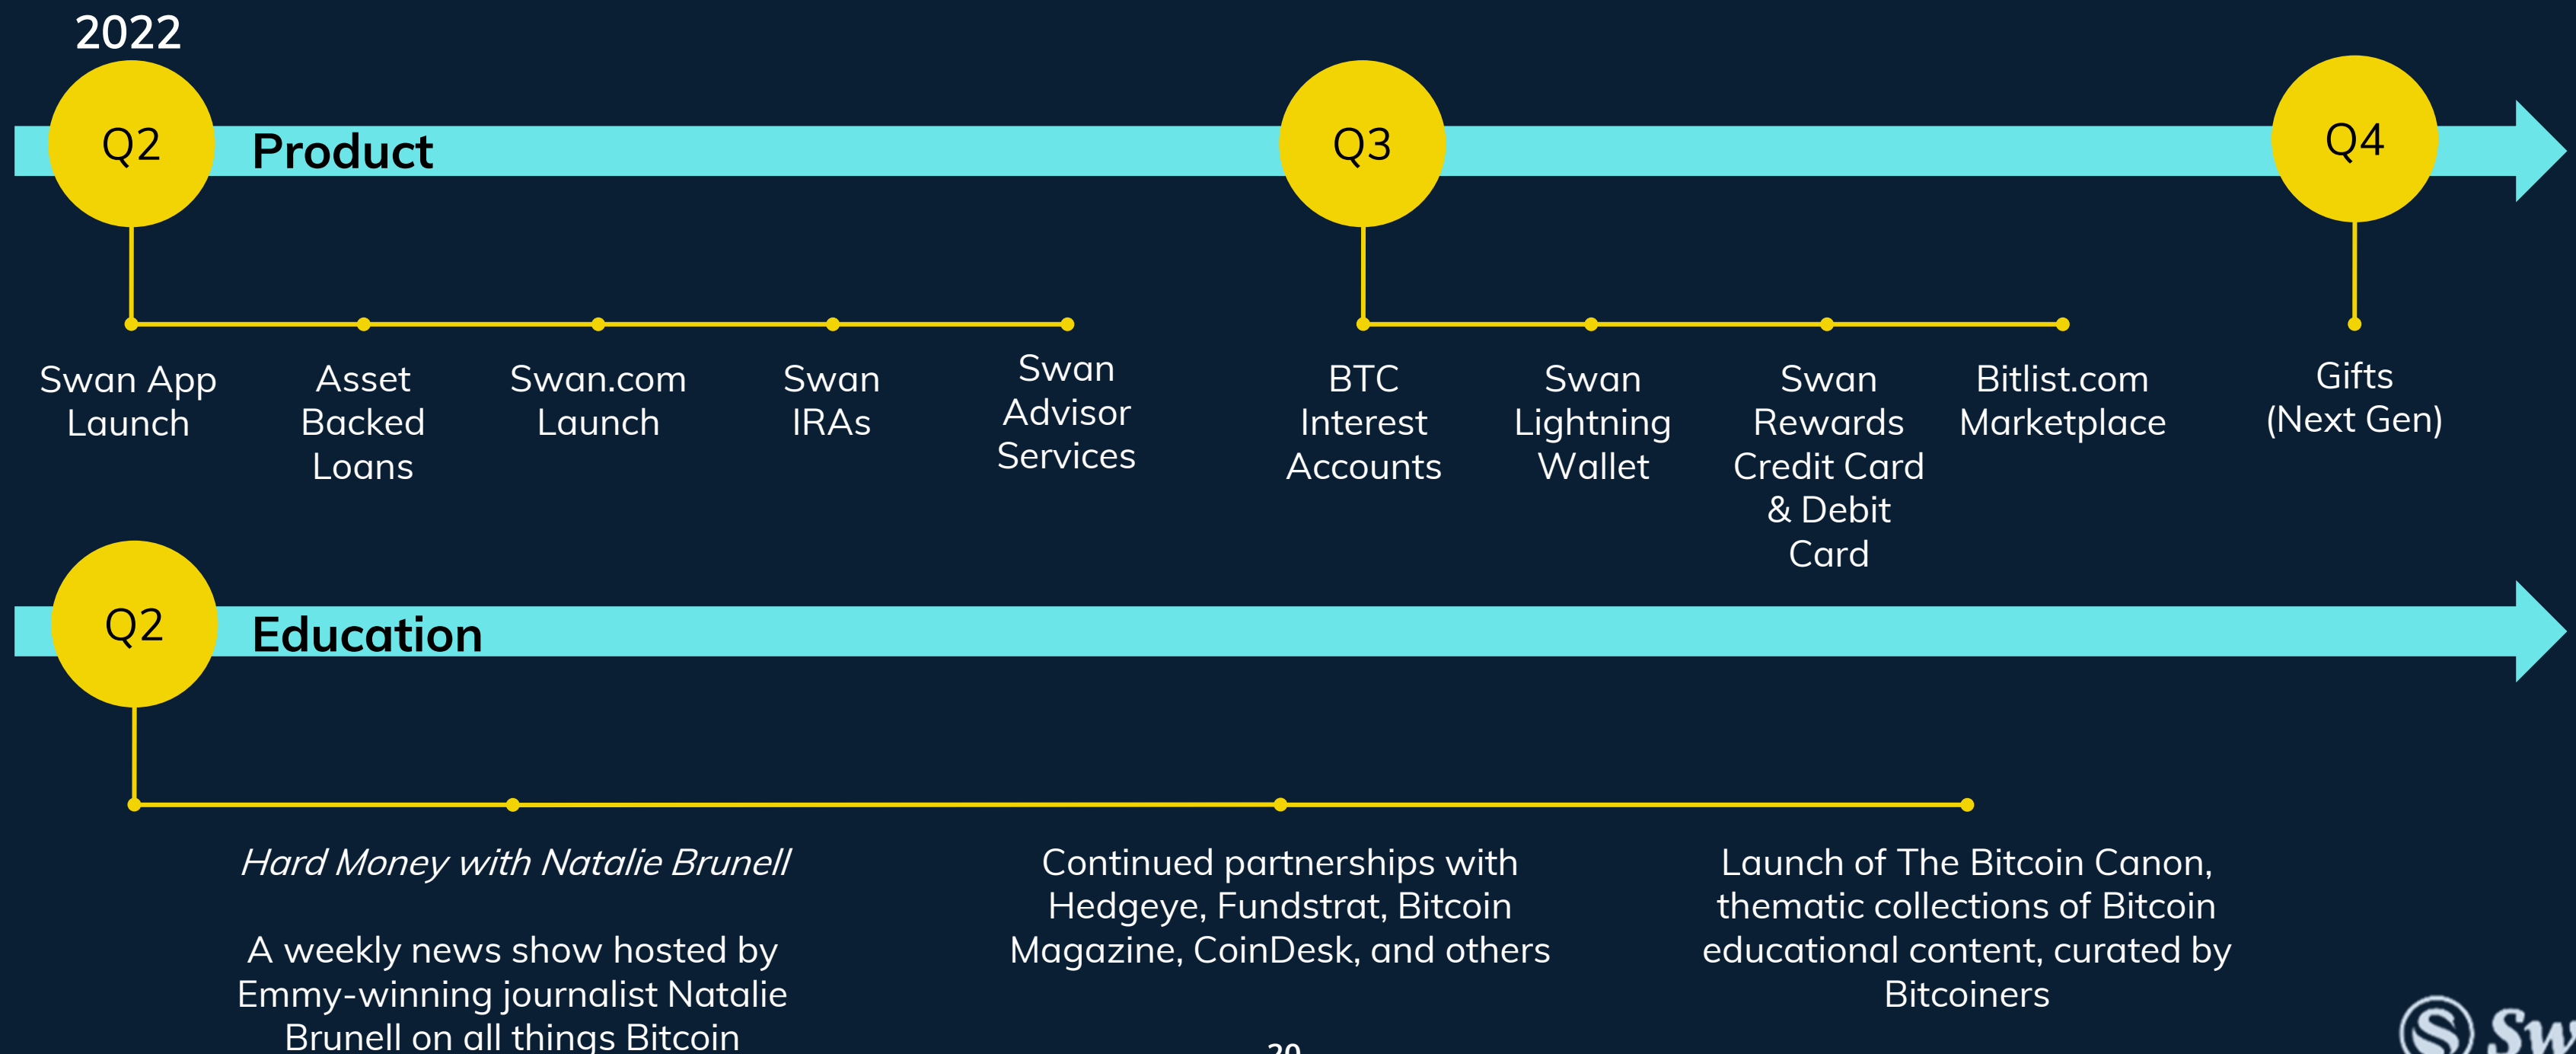 2022
Q2
Product
Q3
Q4
Swan App
Launch
Asset
Backed
Loans
Swan.com
Launch
Swan
IRAs
Swan
Advisor
Services
BTC
Interest
Accounts
Swan
Lightning
Wallet
Swan
Rewards
Credit Card
& Debit
Card
Bitlist.com
Marketplace
Gifts
(Next Gen)
Q2
Education
Hard Money with Natalie Brunell
A weekly news show hosted by
Emmy-winning journalist Natalie
Brunell on all things Bitcoin
Continued partnerships with
Hedgeye, Fundstrat, Bitcoin
Magazine, CoinDesk, and others
Launch of The Bitcoin Canon,
thematic collections of Bitcoin
educational content, curated by
Bitcoiners
20